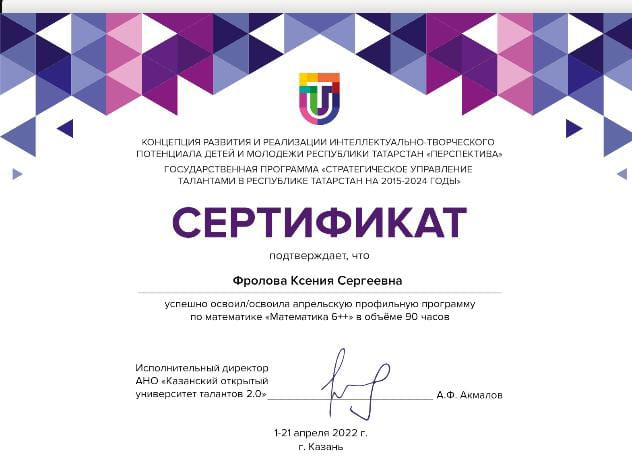 КОНЦЕПЦИЯ РАЗВИТИЯ И РЕАЛИЗАЦИИ ИНТЕЛЛЕКТУАЛЬНО-ТВОРЧЕСКОГО
ПОТЕНЦИАЛА ДЕТЕЙ И МОЛОДЕЖИ РЕСПУБЛИКИ ТАТАРСТАН «ПЕРСПЕКТИВА»
ГОСУДАРСТВЕННАЯ ПРОГРАММА «СТРАТЕГИЧЕСКОЕ УПРАВЛЕНИЕ
ТАЛАНТАМИ В РЕСПУБЛИКЕ ТАТАРСТАН НА 2015-2024 ГОДЫ»
СЕРТИФИКАТ
подтверждает, что
Фролова Ксения Сергеевна
успешно освоил/освоила апрельскую профильную программу
по математике «Математика 6++» в объёме 90 часов
Исполнительный директор
АНО «Казанский открытый
университет талантов 2.0» А.Ф. Акмалов
1-21 апреля 2022 г.
г. Казань